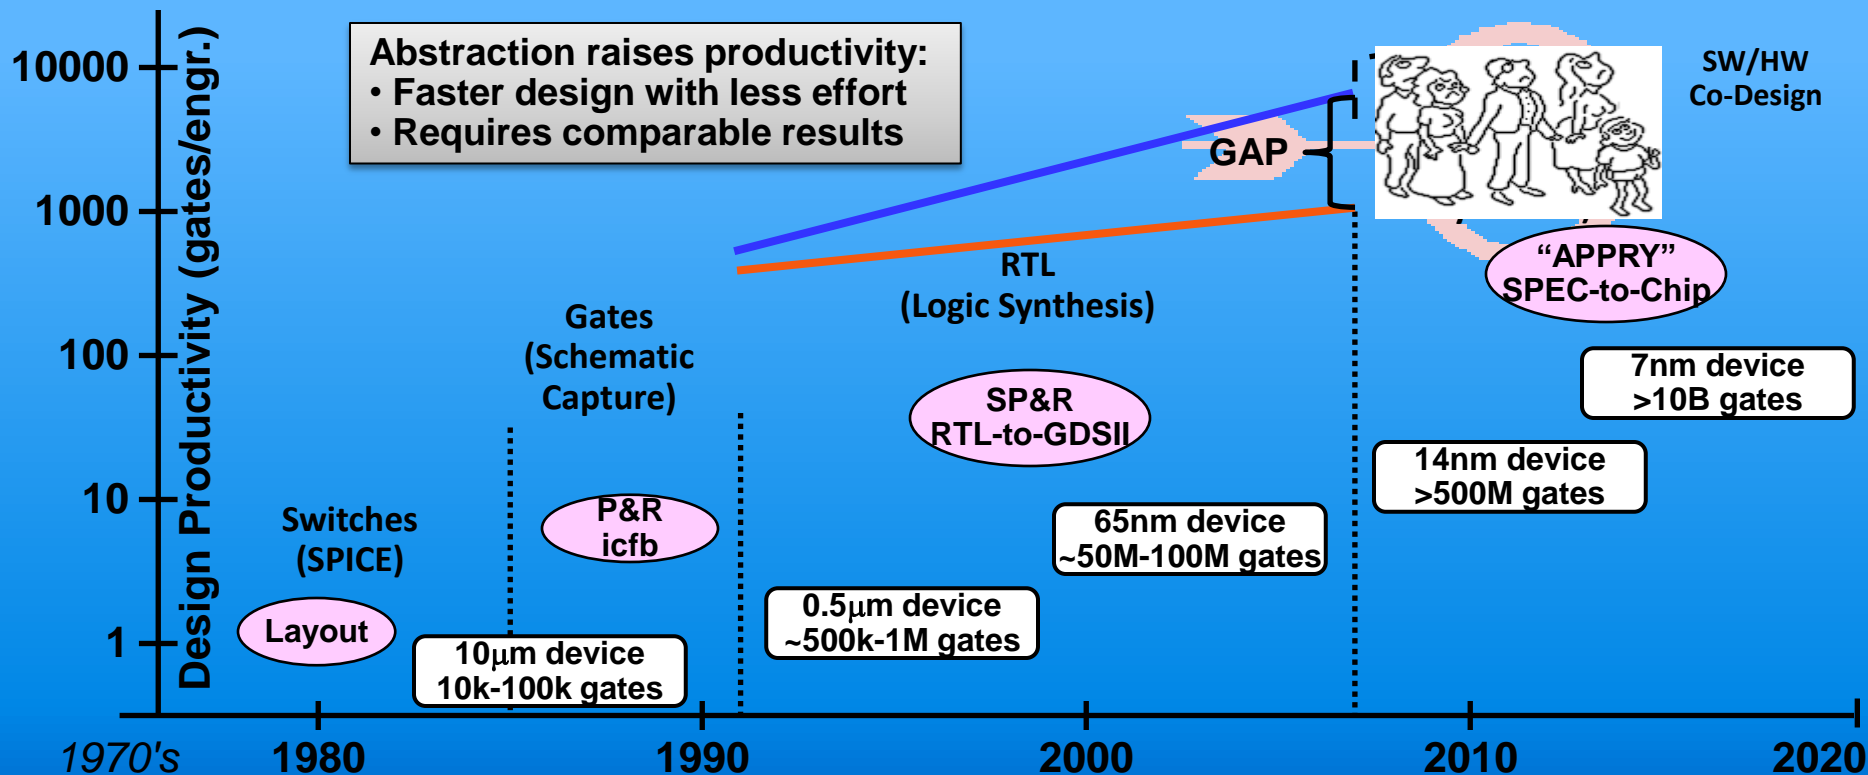 10000
1000
100
10
1
Design Productivity (gates/engr.)
Abstraction raises productivity:
• Faster design with less effort
• Requires comparable results
SW/HW
Co-Design
GAP
RTL
(Logic Synthesis)
"APPRY"
SPEC-to-Chip
Gates
(Schematic
Capture)
SP&R
RTL-to-GDSII
7nm device
>10B gates
14nm device
>500M gates
Switches
(SPICE)
P&R
icfb
65nm device
~50M-100M gates
Layout
10µm device
10k-100k gates
0.5µm device
~500k-1M gates
1970's
1980
1990
2000
2010
2020